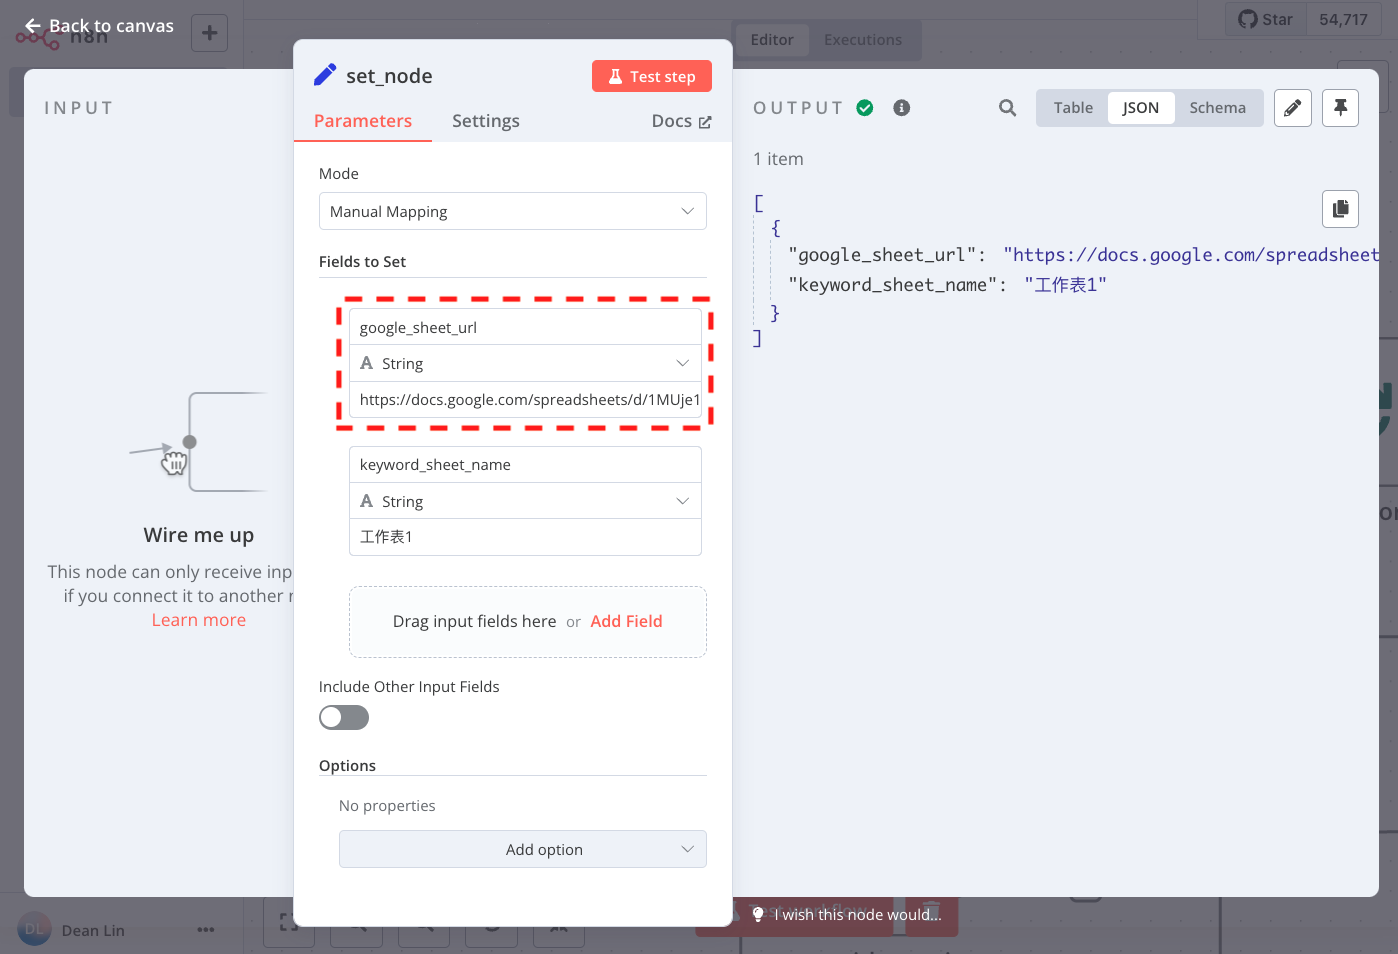 Back to canvas
n8n
Editor
Executions
Star
54,717
INPUT
Wire me up
This node can only receive inp
if you connect it to another
Learn more
set_node
Test step
Parameters
Settings
Docs
Mode
Manual Mapping
Fields to Set
google_sheet_url
A String
https://docs.google.com/spreadsheets/d/1MUje1
keyword_sheet_name
A String
工作表1
Drag input fields here or Add Field
Include Other Input Fields
Options
No properties
Add option
OUTPUT
Table
JSON
Schema
1 item
[
{
"google_sheet_url": "https://docs.google.com/spreadsheet
"keyword_sheet_name": "工作表1"
}
]
DL
Dean Lin
Test workflow
I wish this node would...